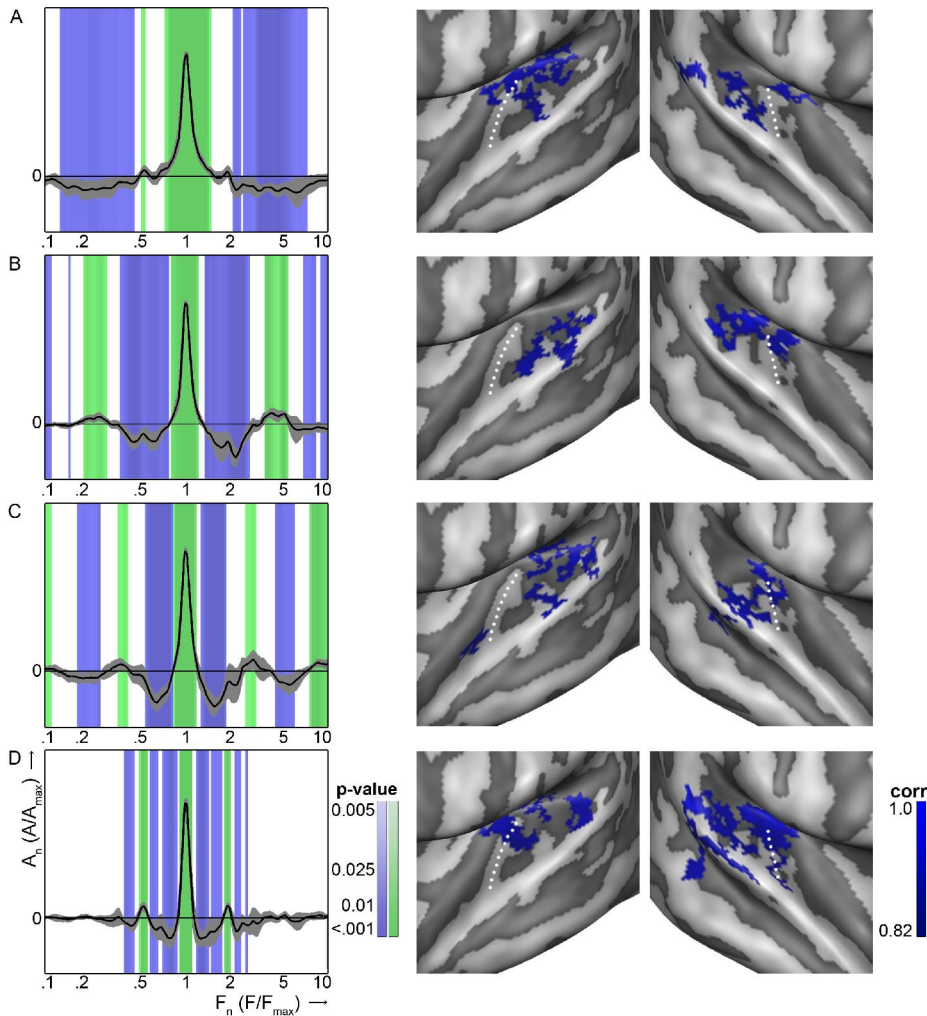 A
0
.1 .2 .5 1 2 5 10
B
0
.1 .2 .5 1 2 5 10
C
0
.1 .2 .5 1 2 5 10
D
Aₙ (A/Aₘₐₓ) →
0
p-value
0.005
0.025
0.01
<.001
corr
1.0
0.82
.1 .2 .5 1 2 5 10
Fₙ (F/Fₘₐₓ) →